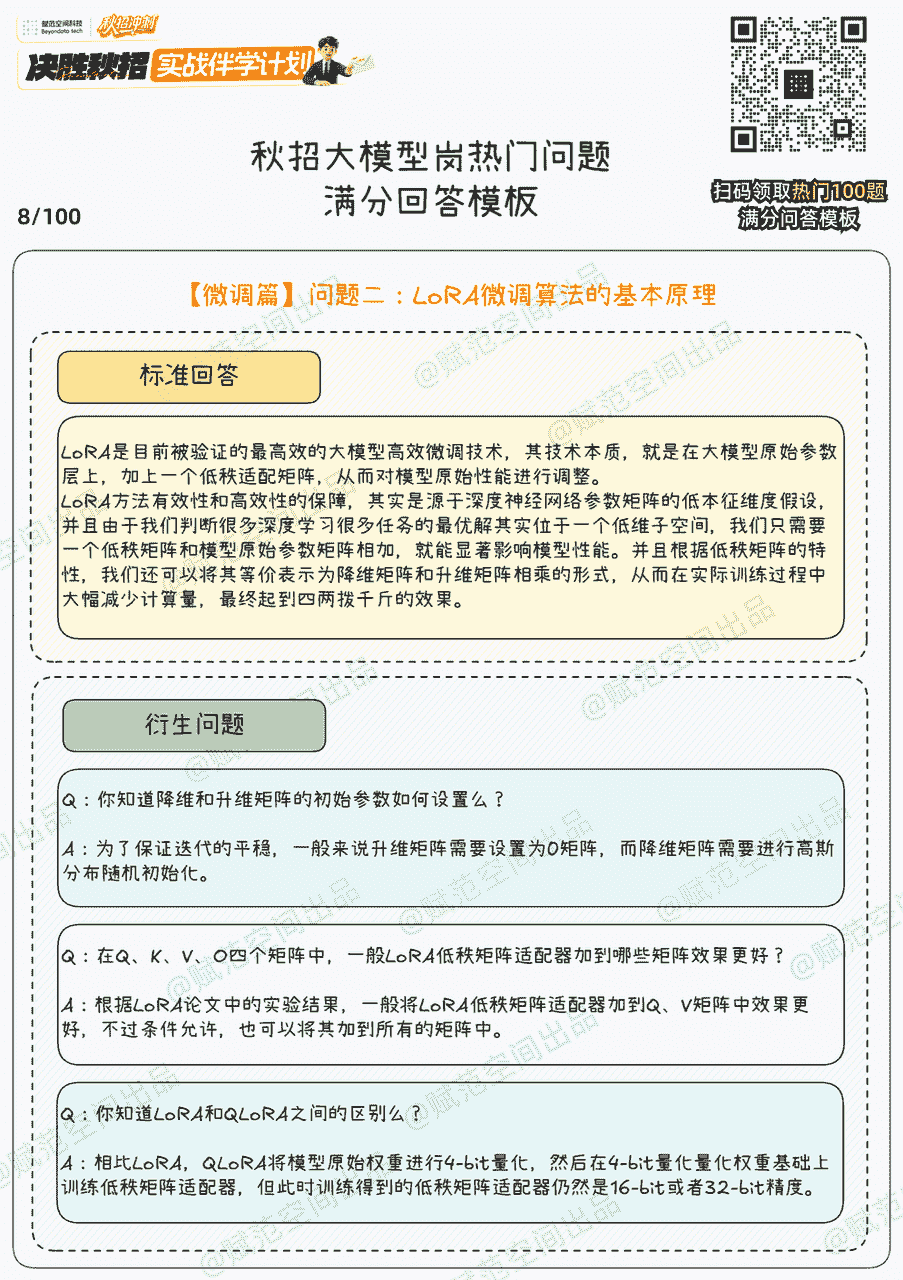 赋范空间科技
Beyondata tech
秋招冲刺
决胜秋招
实战伴学计划
秋招大模型岗热门问题
满分回答模板
8/100
扫码领取热门100题
满分问答模板
【微调篇】问题二：LoRA微调算法的基本原理
标准回答
LoRA是目前被验证的最高效的大模型高效微调技术，其技术本质，就是在大模型原始参数
层上，加上一个低秩适配矩阵，从而对模型原始性能进行调整。
LoRA方法有效性和高效性的保障，其实是源于深度神经网络参数矩阵的低本征维度假设，
并且由于我们判断很多深度学习很多任务的最优解其实位于一个低维子空间，我们只需要
一个低秩矩阵和模型原始参数矩阵相加，就能显著影响模型性能。并且根据低秩矩阵的特
性，我们还可以将其等价表示为降维矩阵和升维矩阵相乘的形式，从而在实际训练过程中
大幅减少计算量，最终起到四两拨千斤的效果。
衍生问题
Q：你知道降维和升维矩阵的初始参数如何设置么？
A：为了保证迭代的平稳，一般来说升维矩阵需要设置为0矩阵，而降维矩阵需要进行高斯
分布随机初始化。
Q：在Q、K、V、O四个矩阵中，一般LoRA低秩矩阵适配器加到哪些矩阵效果更好？
A：根据LoRA论文中的实验结果，一般将LoRA低秩矩阵适配器加到Q、V矩阵中效果更
好，不过条件允许，也可以将其加到所有的矩阵中。
Q：你知道LoRA和QLoRA之间的区别么？
A：相比LoRA，QLoRA将模型原始权重进行4-bit量化，然后在4-bit量化量化权重基础上
训练低秩矩阵适配器，但此时训练得到的低秩矩阵适配器仍然是16-bit或者32-bit精度。
@赋范空间出品